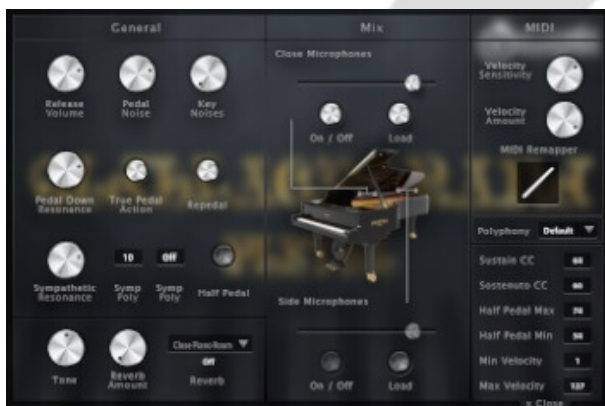 General
Mix
MIDI
Close Microphones
Release
Volume
Pedal
Noise
Key
Noises
On / Off
Load
Velocity
Sensitivity
Velocity
Amount
MIDI Remapper
Pedal Down
Resonance
True Pedal
Action
Repedal
Polyphony Default
Sympathetic
Resonance
10
Symp
Poly
Off
Symp
Poly
Half Pedal
Side Microphones
Sustain CC
Sostenuto CC
Half Pedal Max
Half Pedal Min
Min Velocity 1
Max Velocity 127
Tone
Reverb
Amount
Close Piano Room
Off
Reverb
On / Off
Load
x Close